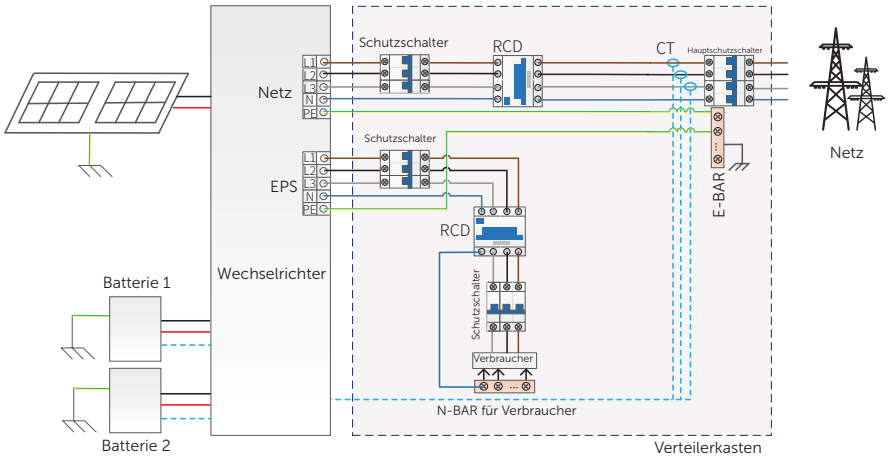 Schutzschalter
RCD
CT
Hauptschutzschalter
Netz
L1
L2
L3
N
PE
Netz
Schutzschalter
E-BAR
EPS
L1
L2
L3
N
PE
RCD
Wechselrichter
Schutzschalter
Batterie 1
Verbraucher
...
N-BAR für Verbraucher
Batterie 2
Verteilerkasten